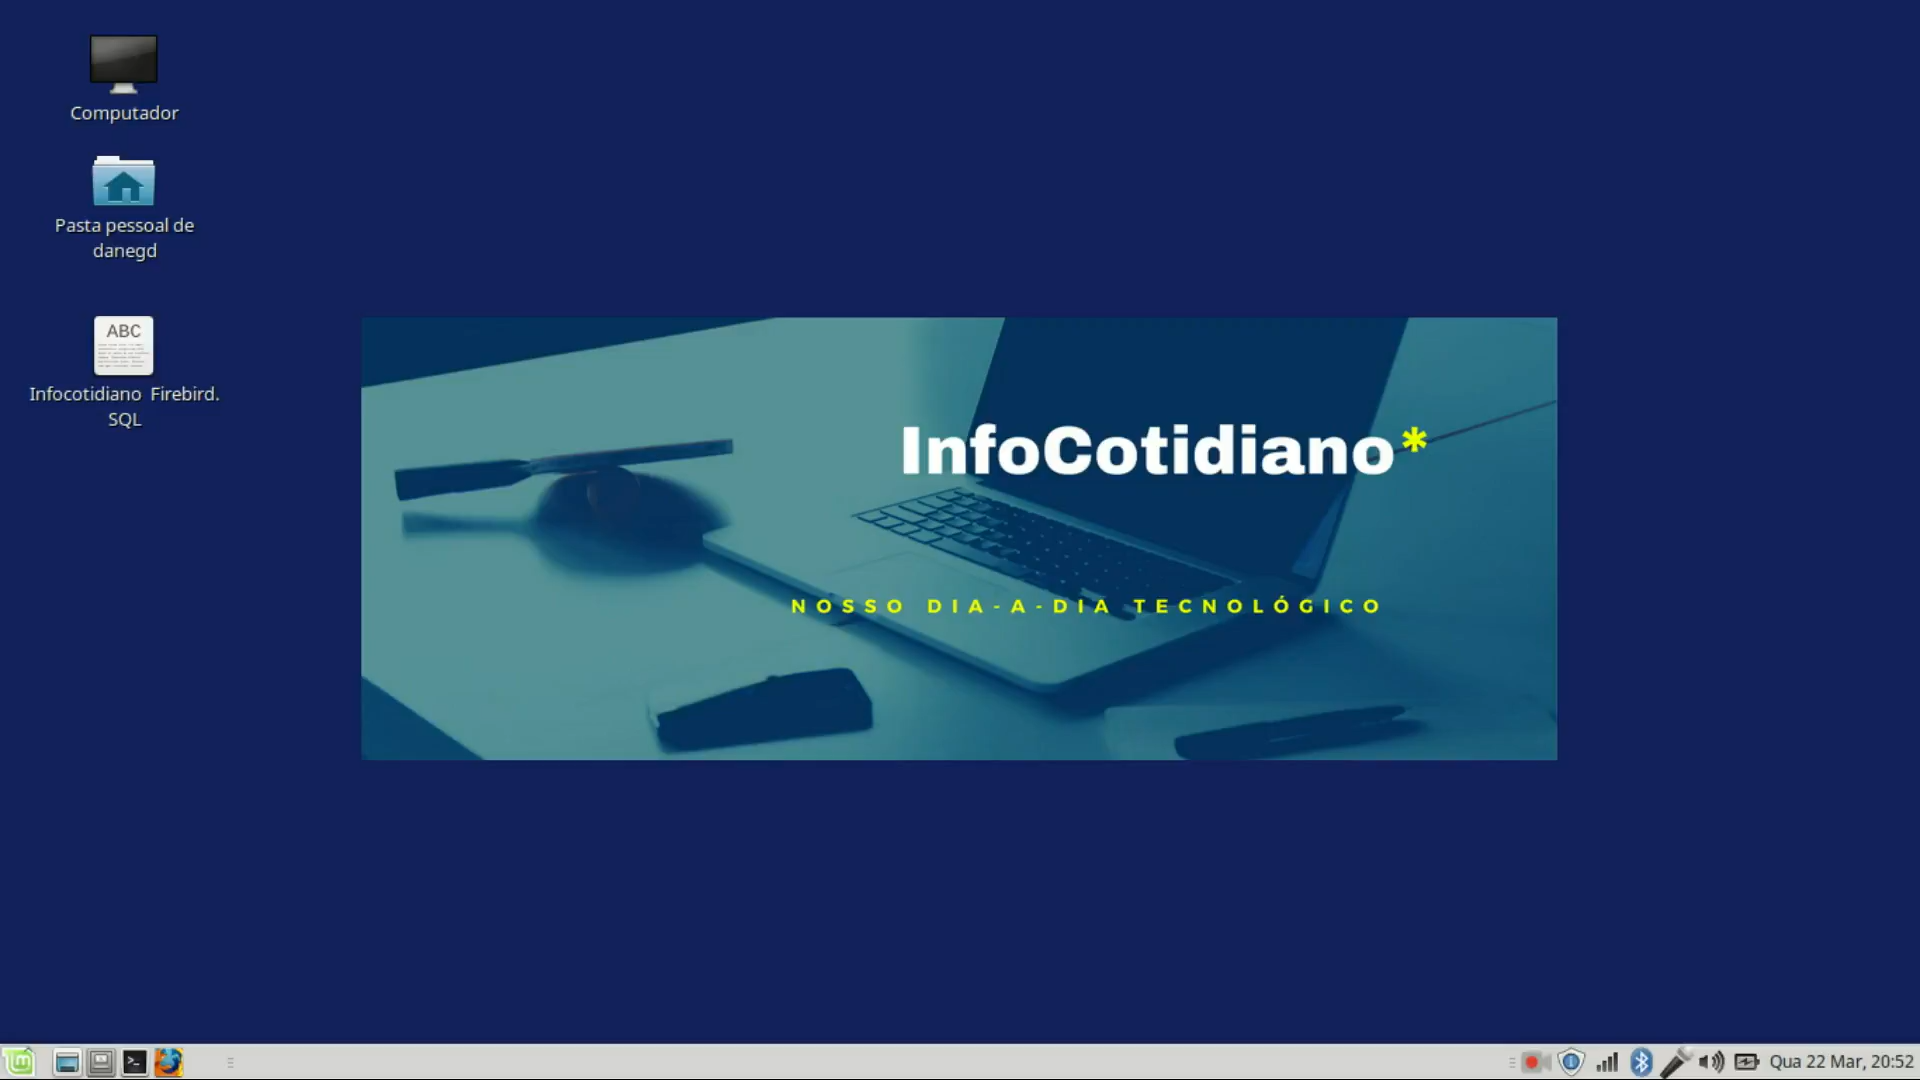 Computador
Pasta pessoal de
danegd
ABC
Infocotidiano Firebird.
SQL
InfoCotidiano*
NOSSO DIA-A-DIA TECNOLÓGICO
Qua 22 Mar, 20:52